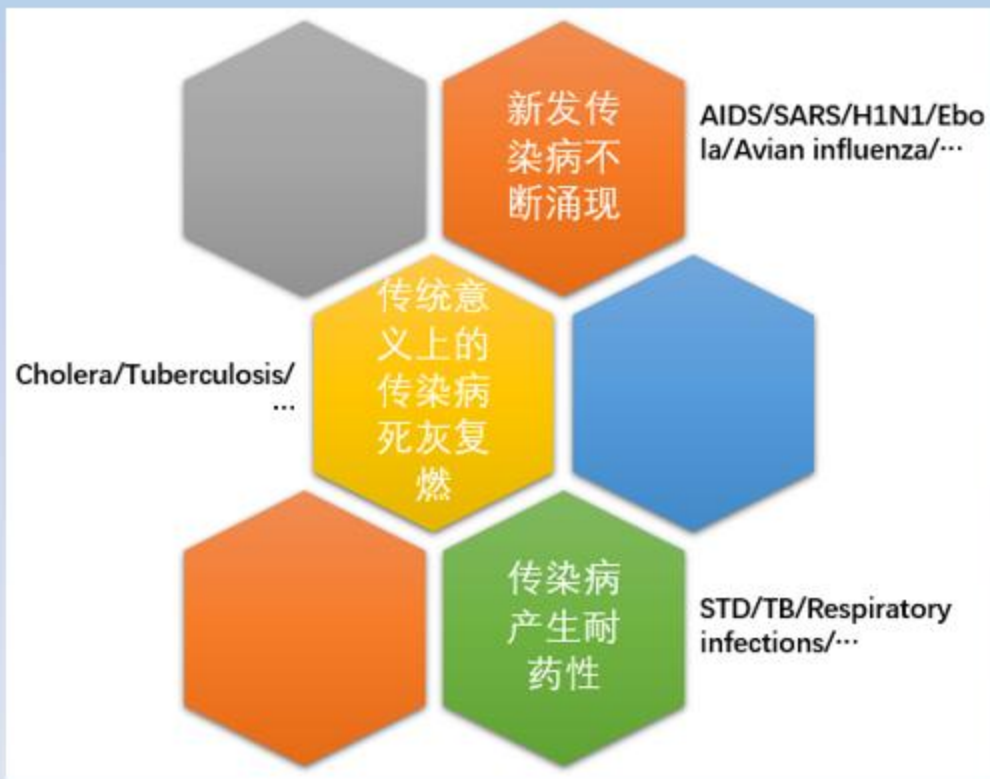 新发传
染病不
断涌现
AIDS/SARS/H1N1/Ebo
la/Avian influenza/…
传统意
义上的
传染病
死灰复
燃
Cholera/Tuberculosis/
…
传染病
产生耐
药性
STD/TB/Respiratory
infections/…